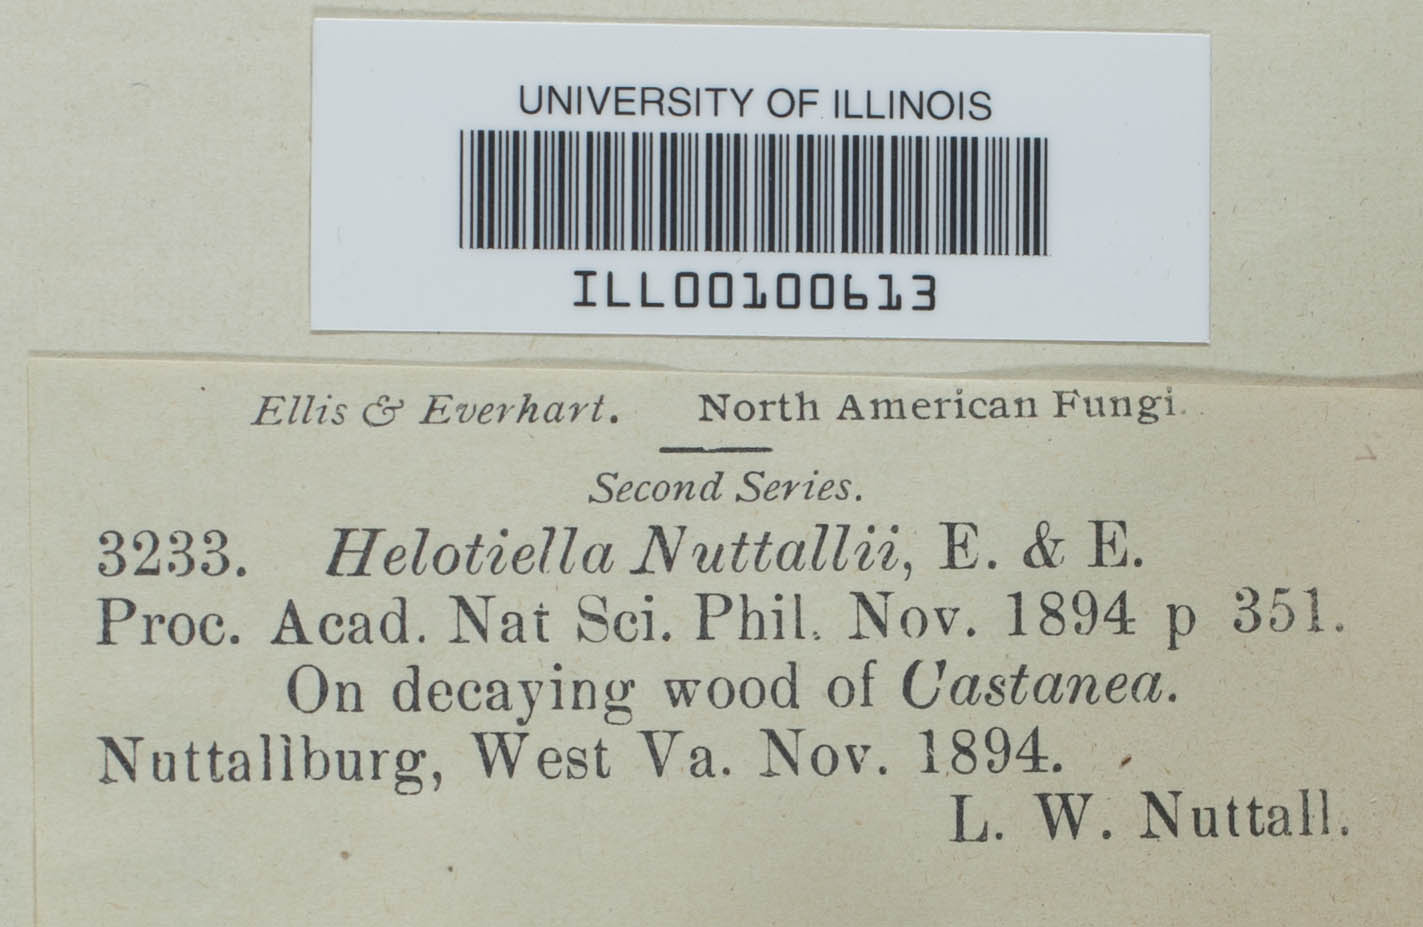 UNIVERSITY OF ILLINOIS
ILL00100613
Ellis & Everhart. North American Fungi.
Second Series.
3233. Helotiella Nuttallii, E. & E.
Proc. Acad. Nat Sci. Phil. Nov. 1894 p 351.
On decaying wood of Castanea.
Nuttallburg, West Va. Nov. 1894.
L. W. Nuttall.